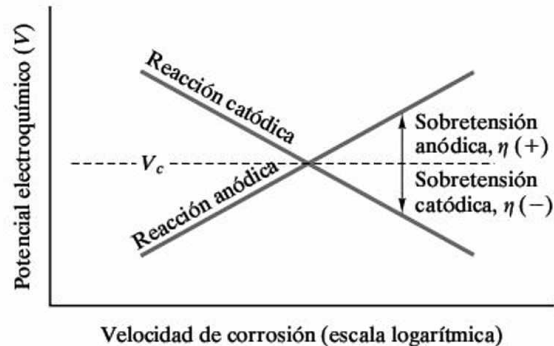 Potencial electroquímico (V)
Reacción catódica
V_c
Reacción anódica
Sobretensión
anódica, η (+)
Sobretensión
catódica, η (−)
Velocidad de corrosión (escala logarítmica)